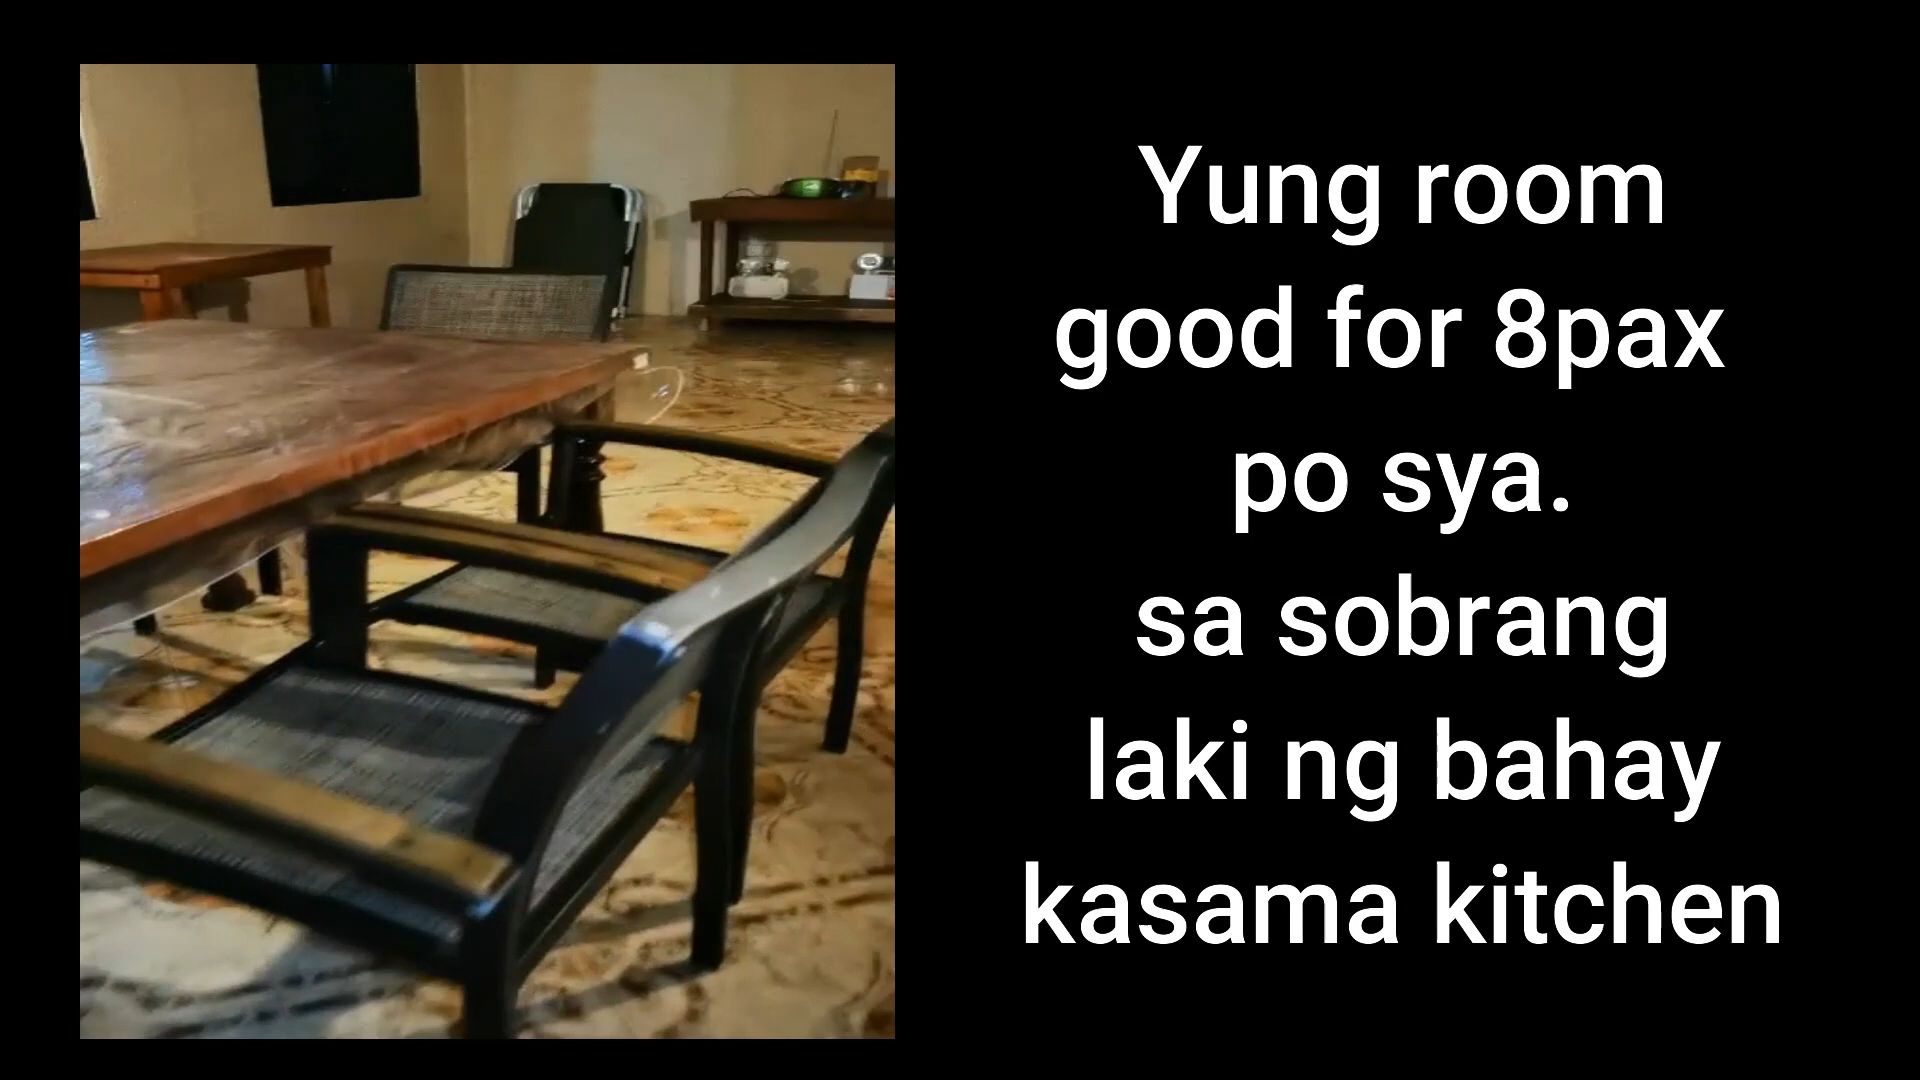 Yung room
good for 8pax
po sya.
sa sobrang
laki ng bahay
kasama kitchen